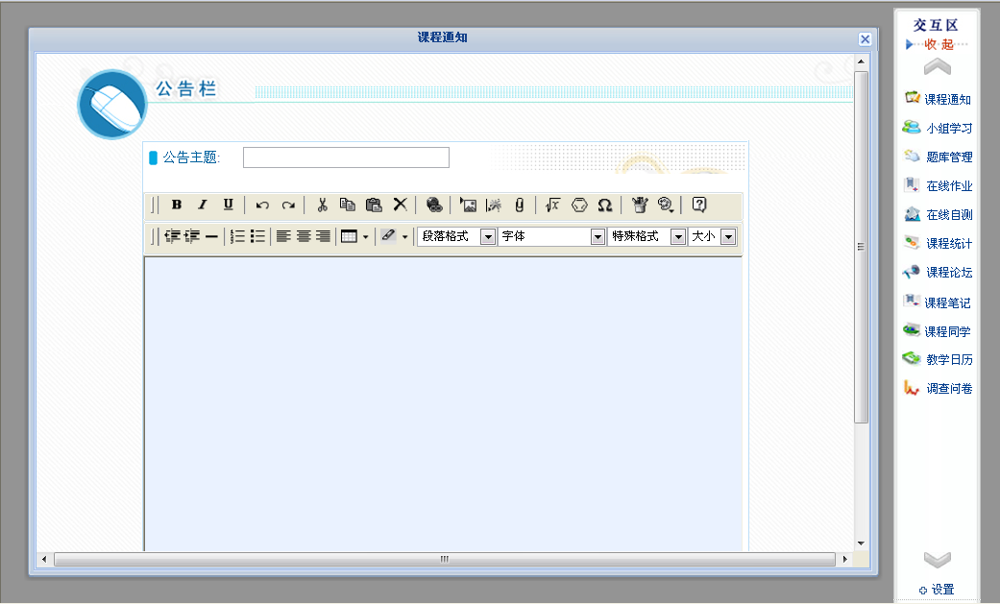 课程通知
公告栏
公告主题:
B I U
段落格式 字体 特殊格式 大小
交互区
收起
课程通知
小组学习
题库管理
在线作业
在线自测
课程统计
课程论坛
课程笔记
课程同学
教学日历
调查问卷
设置